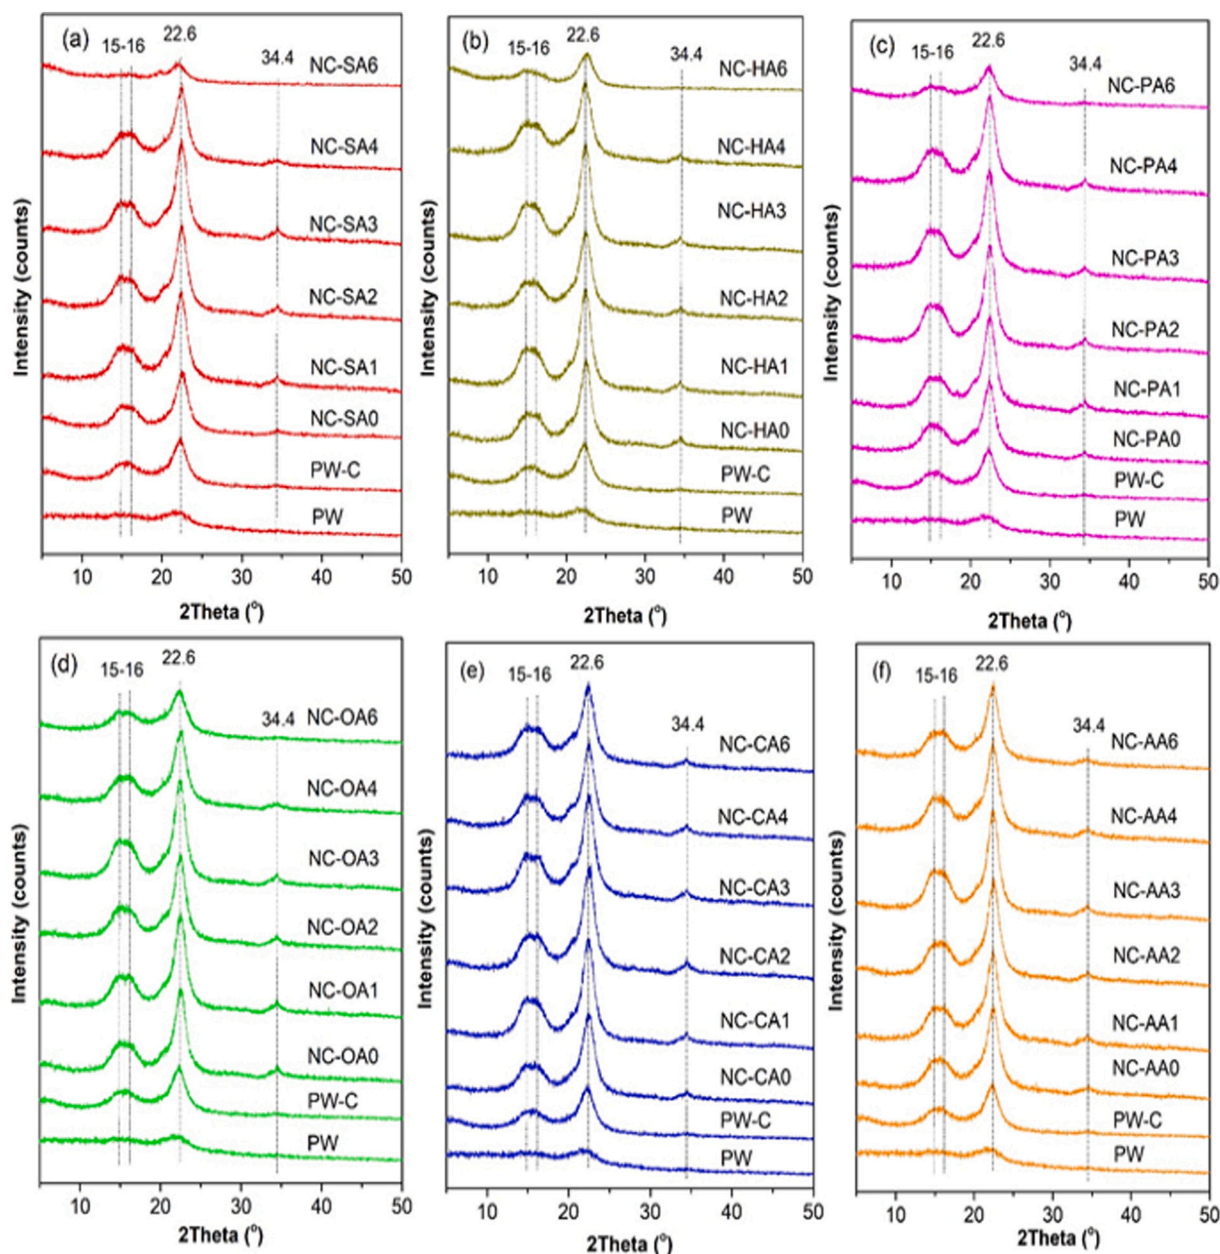 (a)
15-16
22.6
34.4
NC-SA6
NC-SA4
NC-SA3
NC-SA2
NC-SA1
NC-SA0
PW-C
PW
Intensity (counts)
10 20 30 40 50
2Theta (°)
(b)
15-16
22.6
34.4
NC-HA6
NC-HA4
NC-HA3
NC-HA2
NC-HA1
NC-HA0
PW-C
PW
Intensity (counts)
10 20 30 40 50
2Theta (°)
(c)
15-16
22.6
34.4
NC-PA6
NC-PA4
NC-PA3
NC-PA2
NC-PA1
NC-PA0
PW-C
PW
Intensity (counts)
10 20 30 40 50
2Theta (°)
(d)
15-16
22.6
34.4
NC-OA6
NC-OA4
NC-OA3
NC-OA2
NC-OA1
NC-OA0
PW-C
PW
Intensity (counts)
10 20 30 40 50
2Theta (°)
(e)
15-16
22.6
34.4
NC-CA6
NC-CA4
NC-CA3
NC-CA2
NC-CA1
NC-CA0
PW-C
PW
Intensity (counts)
10 20 30 40 50
2Theta (°)
(f)
15-16
22.6
34.4
NC-AA6
NC-AA4
NC-AA3
NC-AA2
NC-AA1
NC-AA0
PW-C
PW
Intensity (counts)
10 20 30 40 50
2Theta (°)